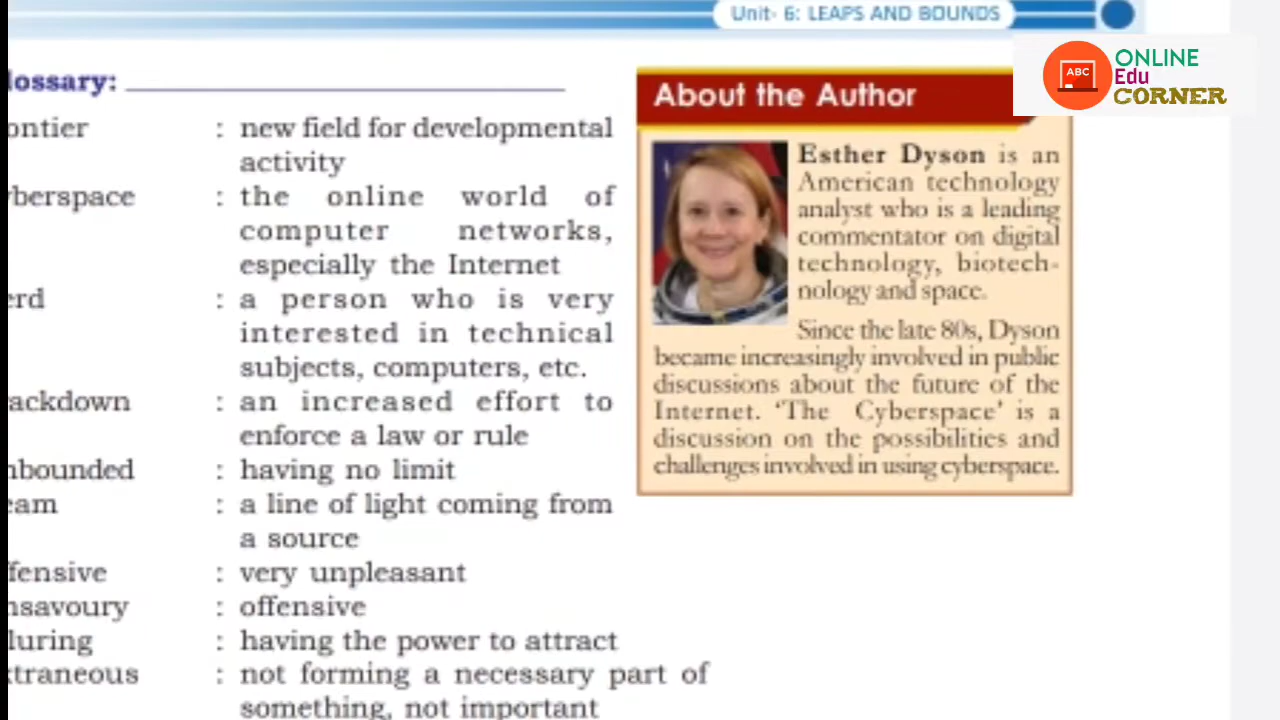 Unit- 6: LEAPS AND BOUNDS
ABC
ONLINE
Edu
CORNER
lossary:
ontier : new field for developmental
activity
yberspace : the online world of
computer networks,
especially the Internet
erd : a person who is very
interested in technical
subjects, computers, etc.
ackdown : an increased effort to
enforce a law or rule
nbounded : having no limit
eam : a line of light coming from
a source
fensive : very unpleasant
nsavoury : offensive
luring : having the power to attract
xtraneous : not forming a necessary part of
something, not important
About the Author
Esther Dyson is an
American technology
analyst who is a leading
commentator on digital
technology, biotech-
nology and space.
Since the late 80s, Dyson
became increasingly involved in public
discussions about the future of the
Internet. ‘The Cyberspace’ is a
discussion on the possibilities and
challenges involved in using cyberspace.